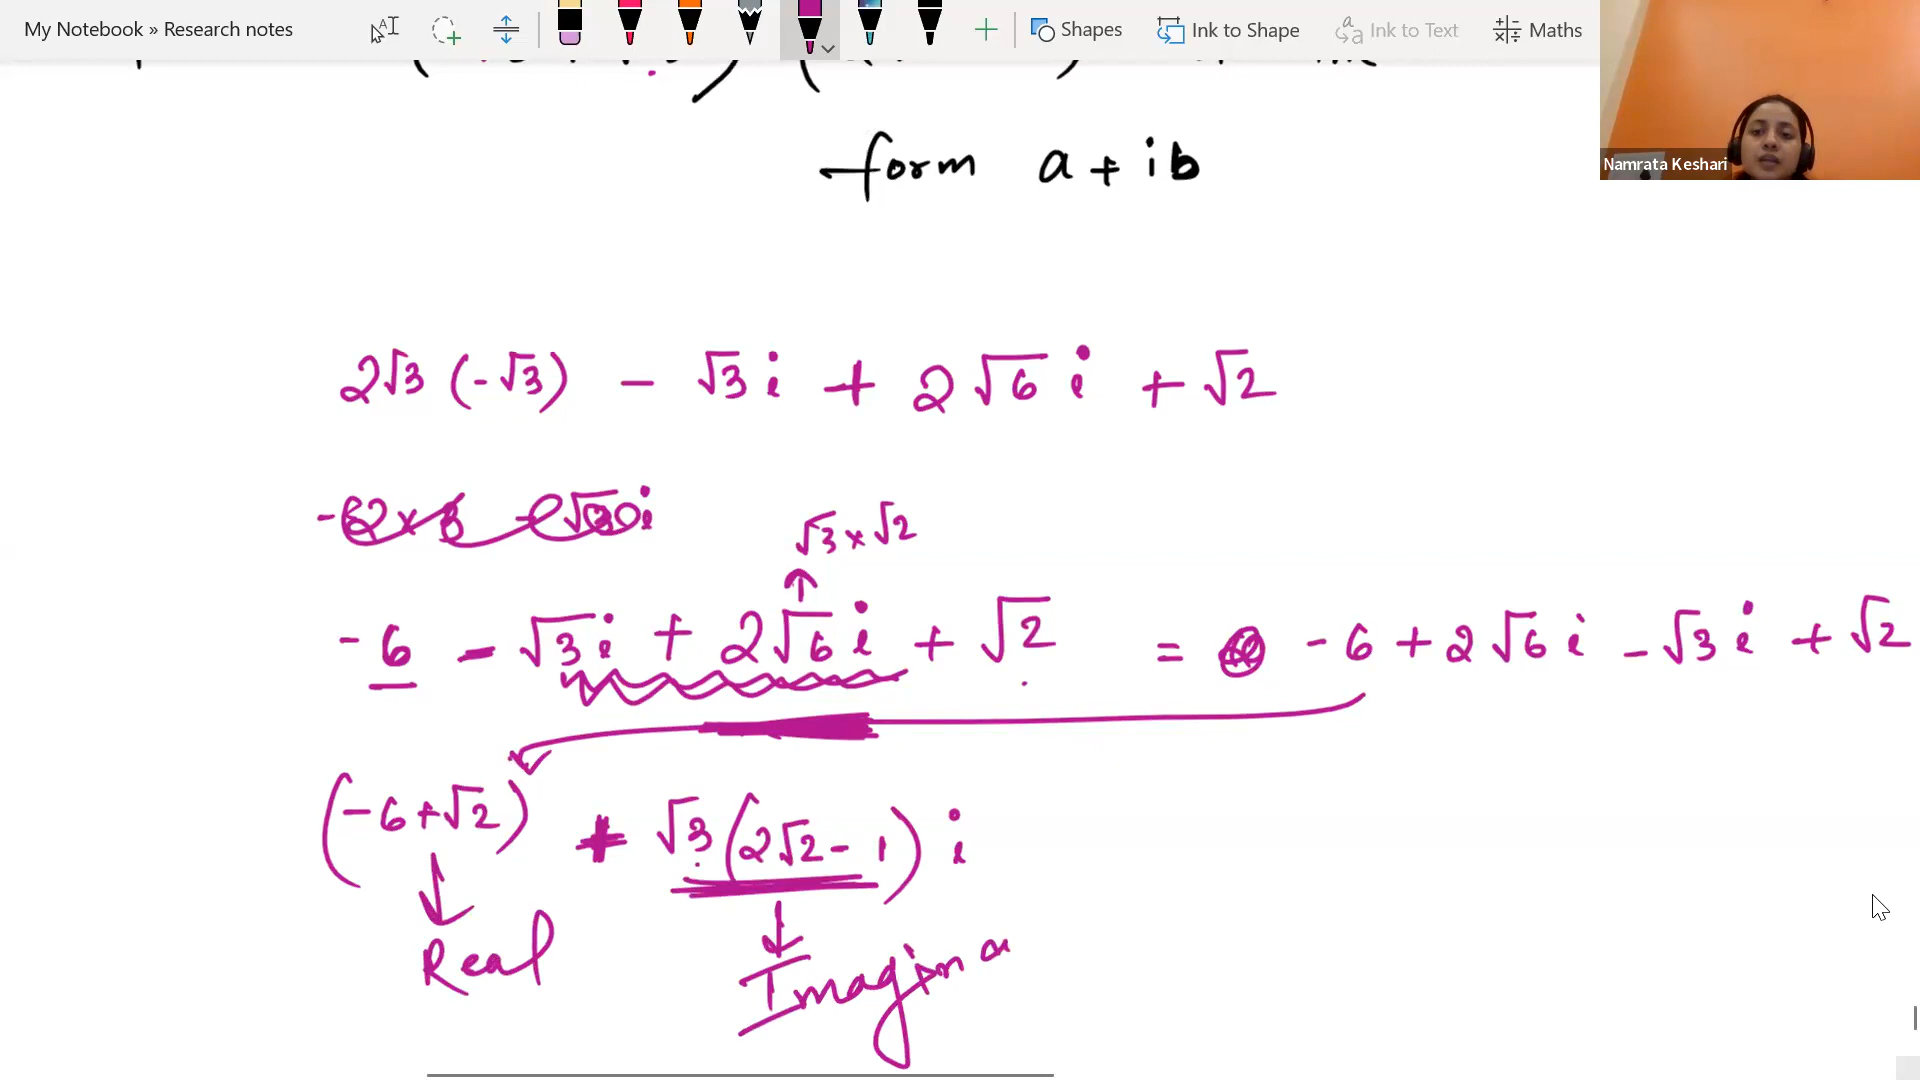 My Notebook » Research notes
Shapes
Ink to Shape
Ink to Text
Maths
Namrata Keshari
form a + ib
2√3 (-√3) - √3 i + 2√6 i + √2
√3 × √2
-6 - √3 i + 2√6 i + √2 = -6 + 2√6 i - √3 i + √2
(-6+√2) + √3 (2√2 - 1) i
Real
Imagina